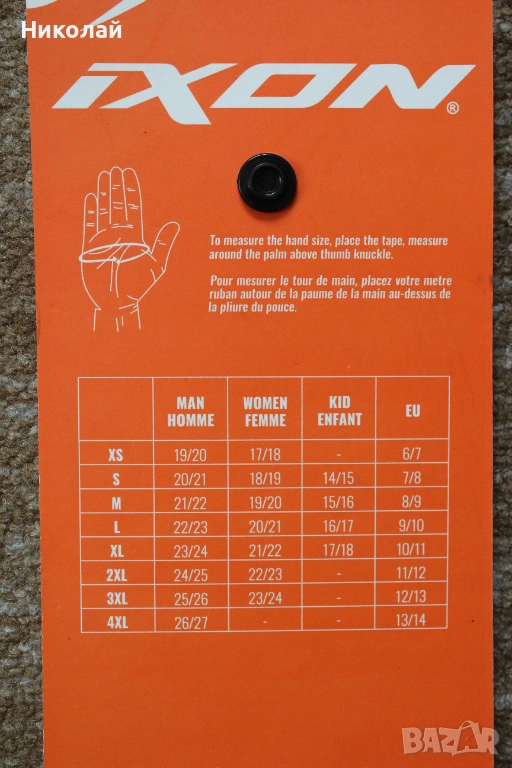 Николай
iXON®
To measure the hand size, place the tape, measure
around the palm above thumb knuckle.
Pour mesurer le tour de main, placez votre metre
ruban autour de la paume de la main au-dessus de
la pliure du pouce.
MAN HOMME WOMEN FEMME KID ENFANT EU
XS 19/20 17/18 - 6/7
S 20/21 18/19 14/15 7/8
M 21/22 19/20 15/16 8/9
L 22/23 20/21 16/17 9/10
XL 23/24 21/22 17/18 10/11
2XL 24/25 22/23 - 11/12
3XL 25/26 23/24 - 12/13
4XL 26/27 - - 13/14
BAZAR